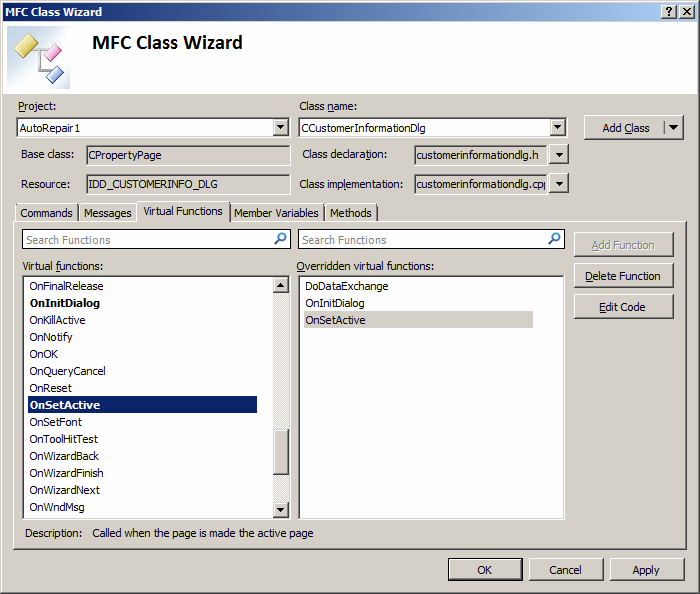 MFC Class Wizard
MFC Class Wizard
Project:
Class name:
AutoRepair1
CCustomerInformationDlg
Add Class
Base class:
CPropertyPage
Class declaration:
customerinformationdlg.h
Resource:
IDD_CUSTOMERINFO_DLG
Class implementation:
customerinformationdlg.cpp
Commands
Messages
Virtual Functions
Member Variables
Methods
Search Functions
Search Functions
Add Function
Virtual functions:
Overridden virtual functions:
Delete Function
Edit Code
OnFinalRelease
OnInitDialog
OnKillActive
OnNotify
OnOK
OnQueryCancel
OnReset
OnSetActive
OnSetFont
OnToolHitTest
OnWizardBack
OnWizardFinish
OnWizardNext
OnWndMsg
DoDataExchange
OnInitDialog
OnSetActive
Description: Called when the page is made the active page
OK
Cancel
Apply